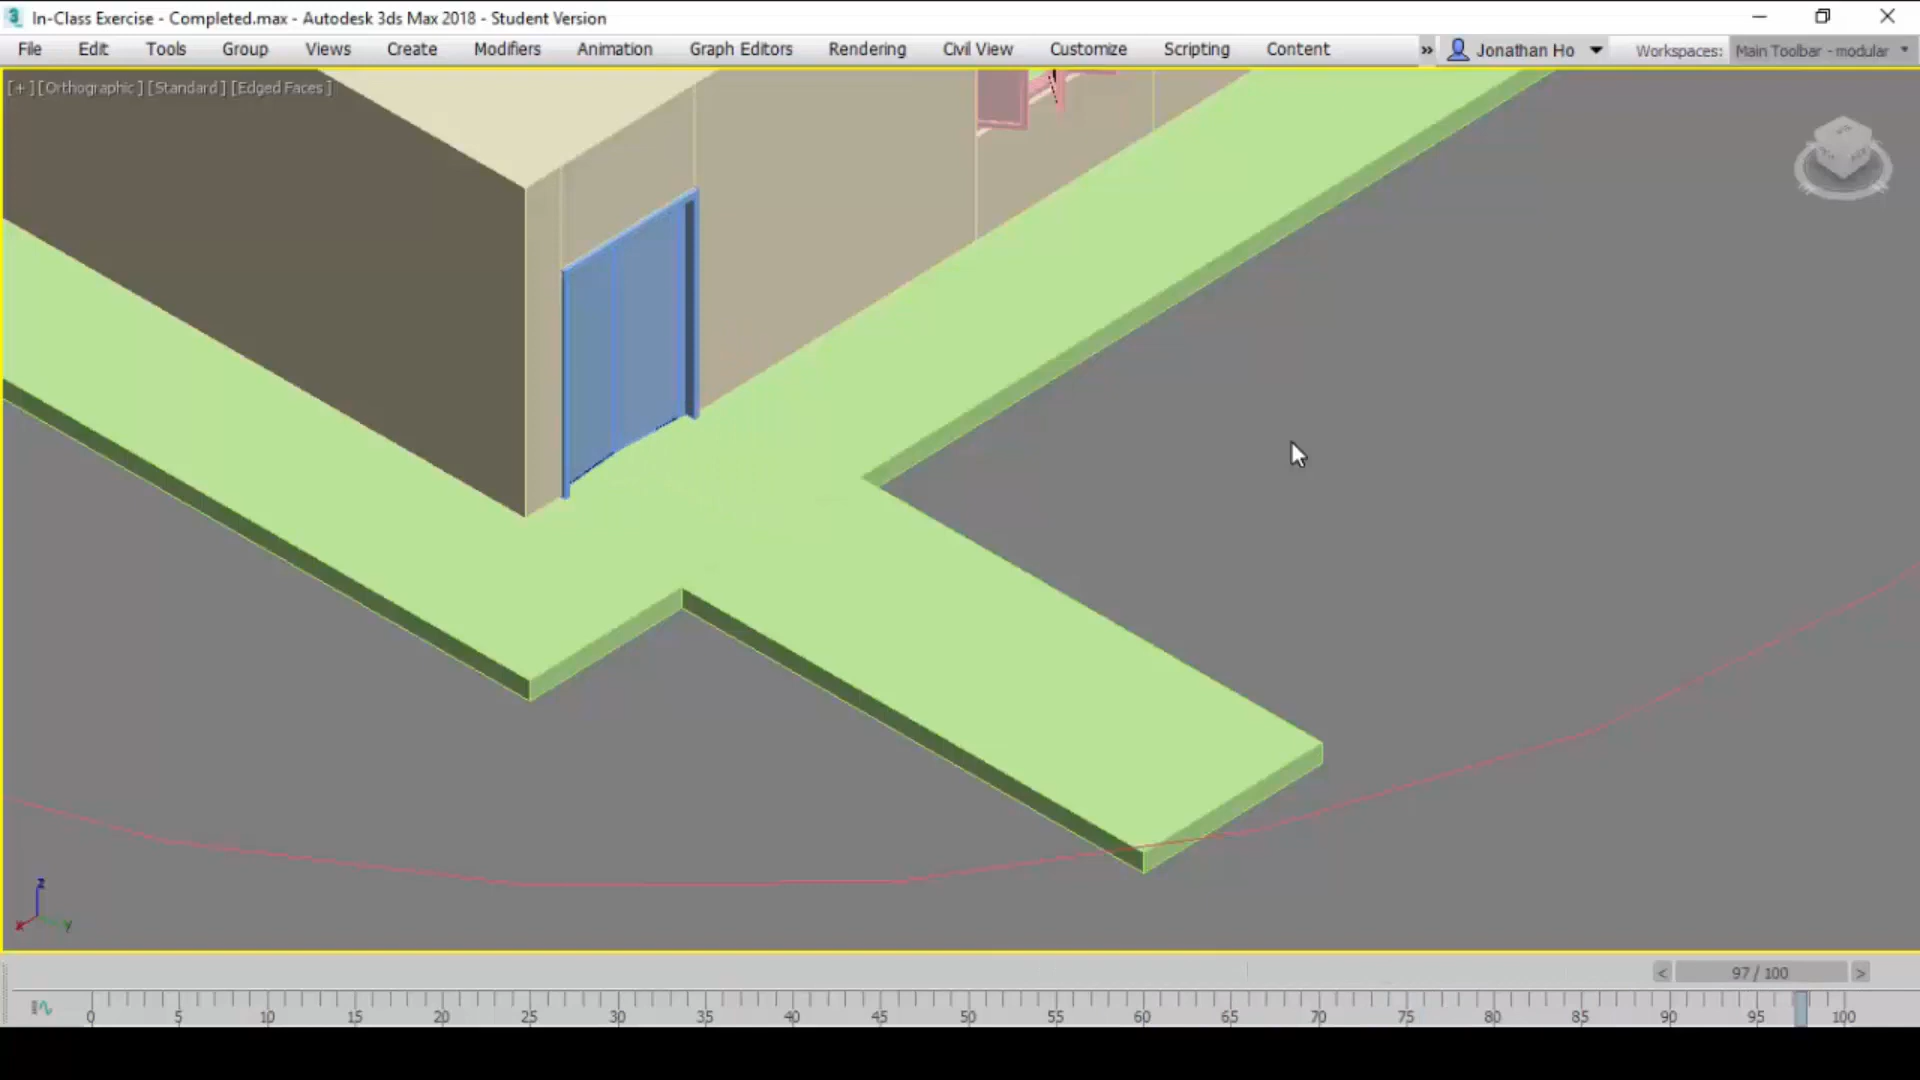 3 In-Class Exercise - Completed.max - Autodesk 3ds Max 2018 - Student Version
File Edit Tools Group Views Create Modifiers Animation Graph Editors Rendering Civil View Customize Scripting Content » Jonathan Ho Workspaces: Main Toolbar - modular
[+] [Orthographic] [Standard] [Edged Faces]
z
x y
< 97 / 100 >
0 5 10 15 20 25 30 35 40 45 50 55 60 65 70 75 80 85 90 95 100